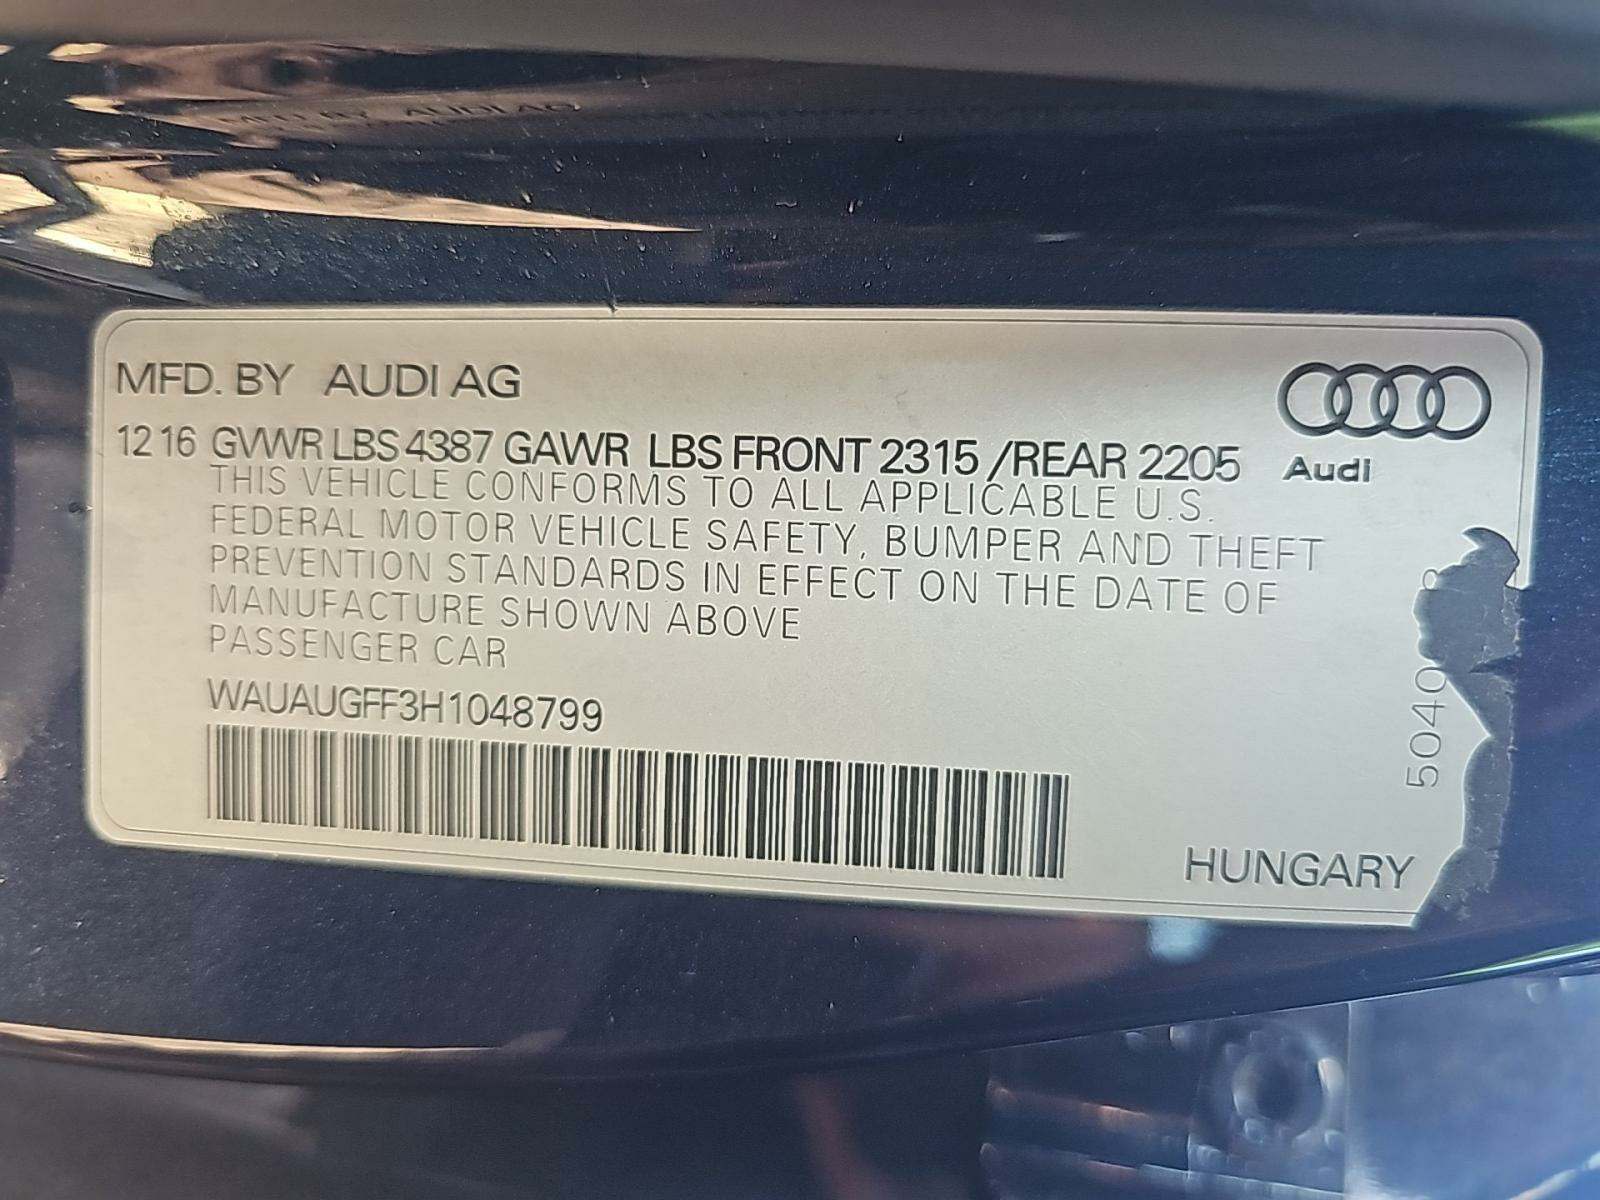 MFD. BY AUDI AG
12 16 GVWR LBS 4387 GAWR LBS FRONT 2315 /REAR 2205
Audi
THIS VEHICLE CONFORMS TO ALL APPLICABLE U.S.
FEDERAL MOTOR VEHICLE SAFETY, BUMPER AND THEFT
PREVENTION STANDARDS IN EFFECT ON THE DATE OF
MANUFACTURE SHOWN ABOVE
PASSENGER CAR
WAUAUGFF3H1048799
HUNGARY